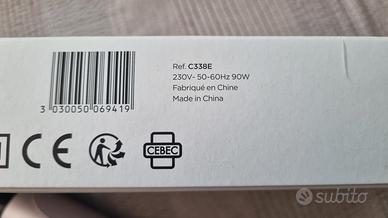 Ref. C338E
230V~ 50-60Hz 90W
Fabriqué en Chine
Made in China
3 030050 069419
CE
CEBEC
subito